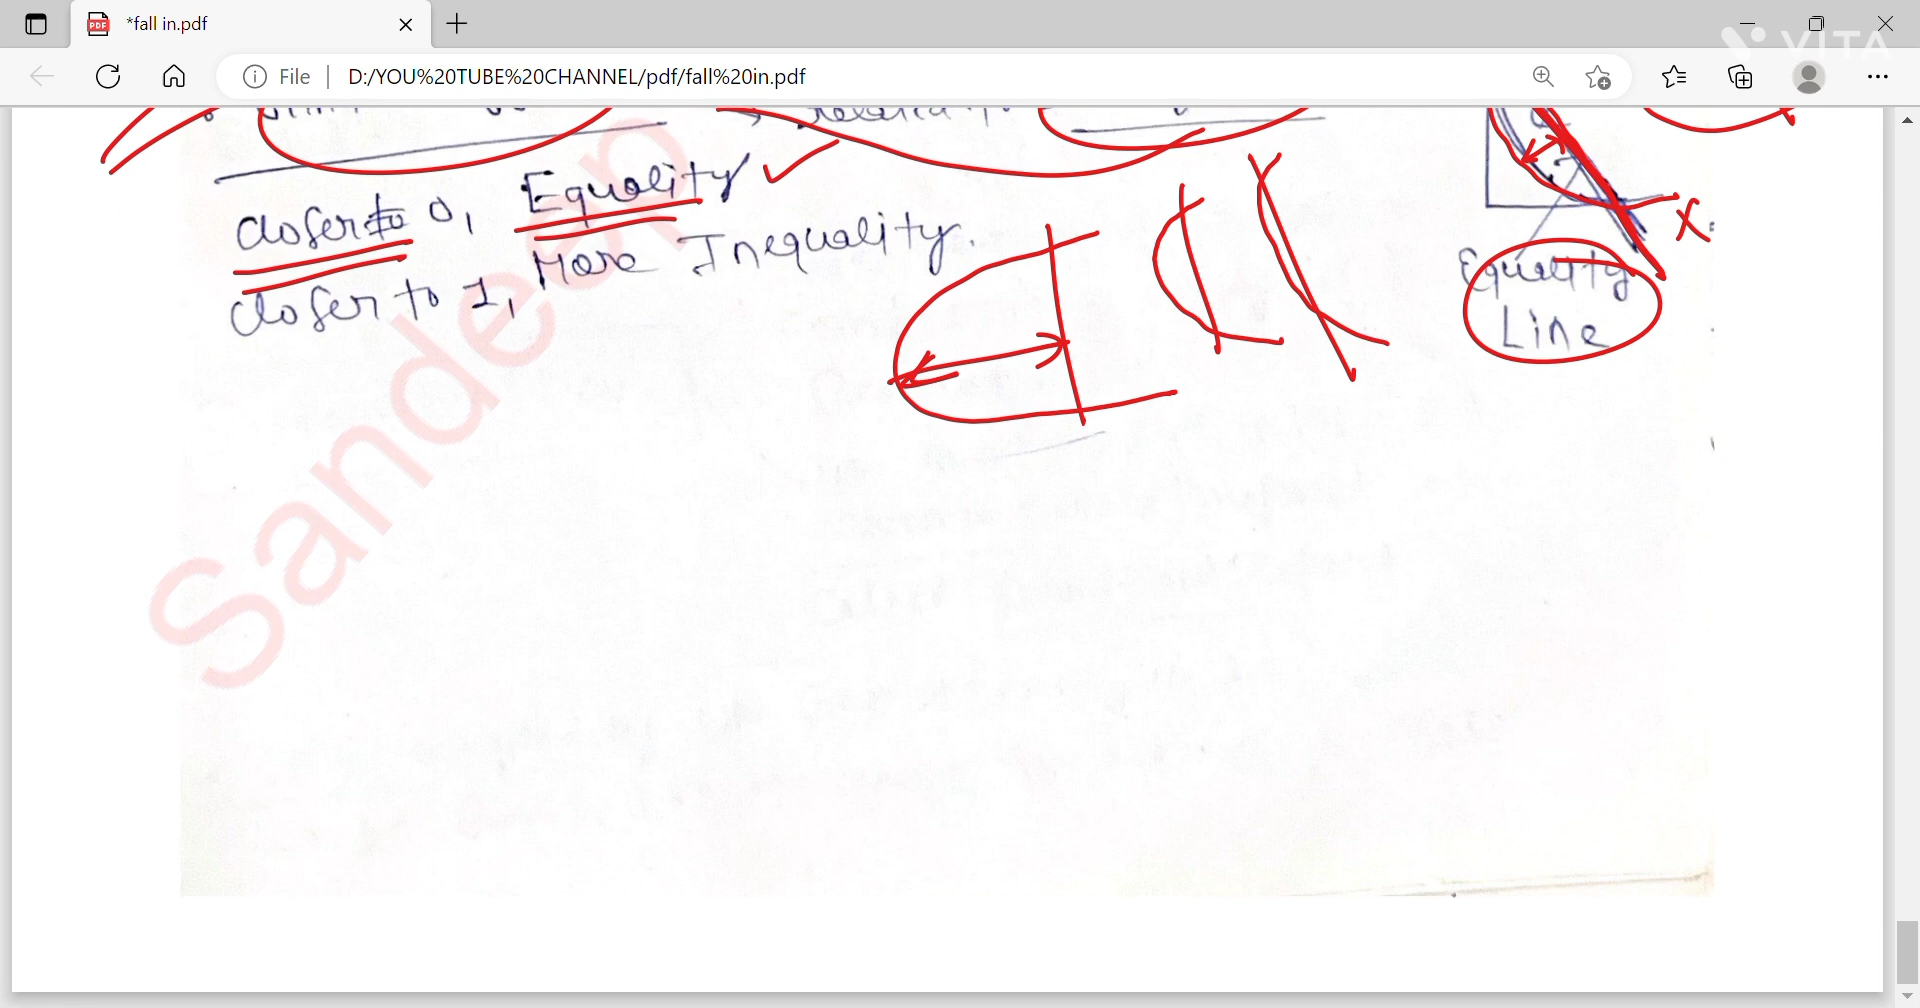 *fall in.pdf
VITA
File | D:/YOU%20TUBE%20CHANNEL/pdf/fall%20in.pdf
closer to 0, Equality
closer to 1, More Inequality.
X
Equality
Line
Sandeep